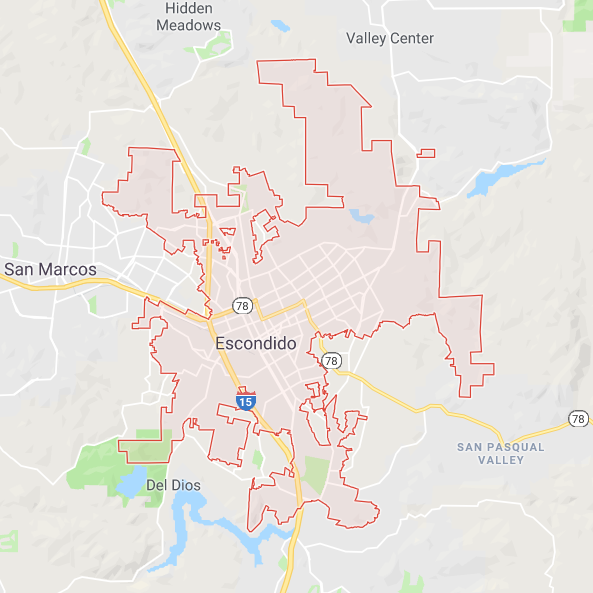 Hidden
Meadows
Valley Center
San Marcos
78
Escondido
78
15
78
SAN PASQUAL
VALLEY
Del Dios